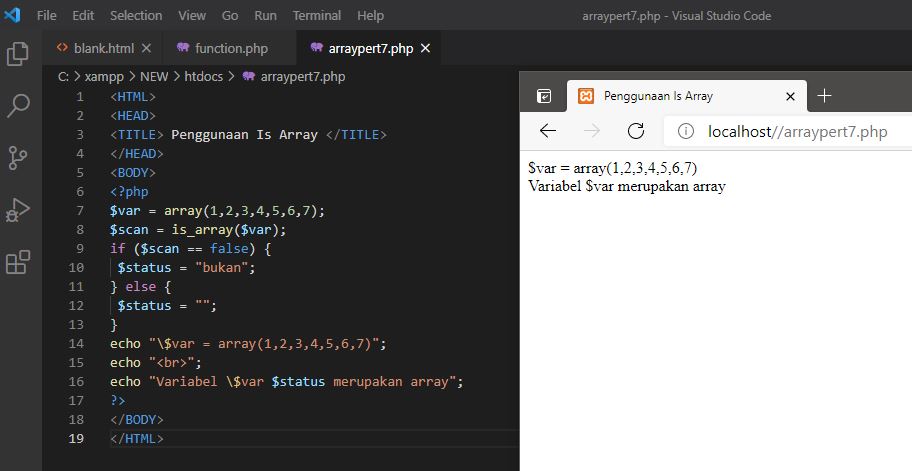 File Edit Selection View Go Run Terminal Help arraypert7.php - Visual Studio Code
blank.html function.php arraypert7.php
C: > xampp > NEW > htdocs > arraypert7.php
1 <HTML>
2 <HEAD>
3 <TITLE> Penggunaan Is Array </TITLE>
4 </HEAD>
5 <BODY>
6 <?php
7 $var = array(1,2,3,4,5,6,7);
8 $scan = is_array($var);
9 if ($scan == false) {
10 $status = "bukan";
11 } else {
12 $status = "";
13 }
14 echo "\$var = array(1,2,3,4,5,6,7)";
15 echo "<br>";
16 echo "Variabel \$var $status merupakan array";
17 ?>
18 </BODY>
19 </HTML>
Penggunaan Is Array
localhost//arraypert7.php
$var = array(1,2,3,4,5,6,7)
Variabel $var merupakan array